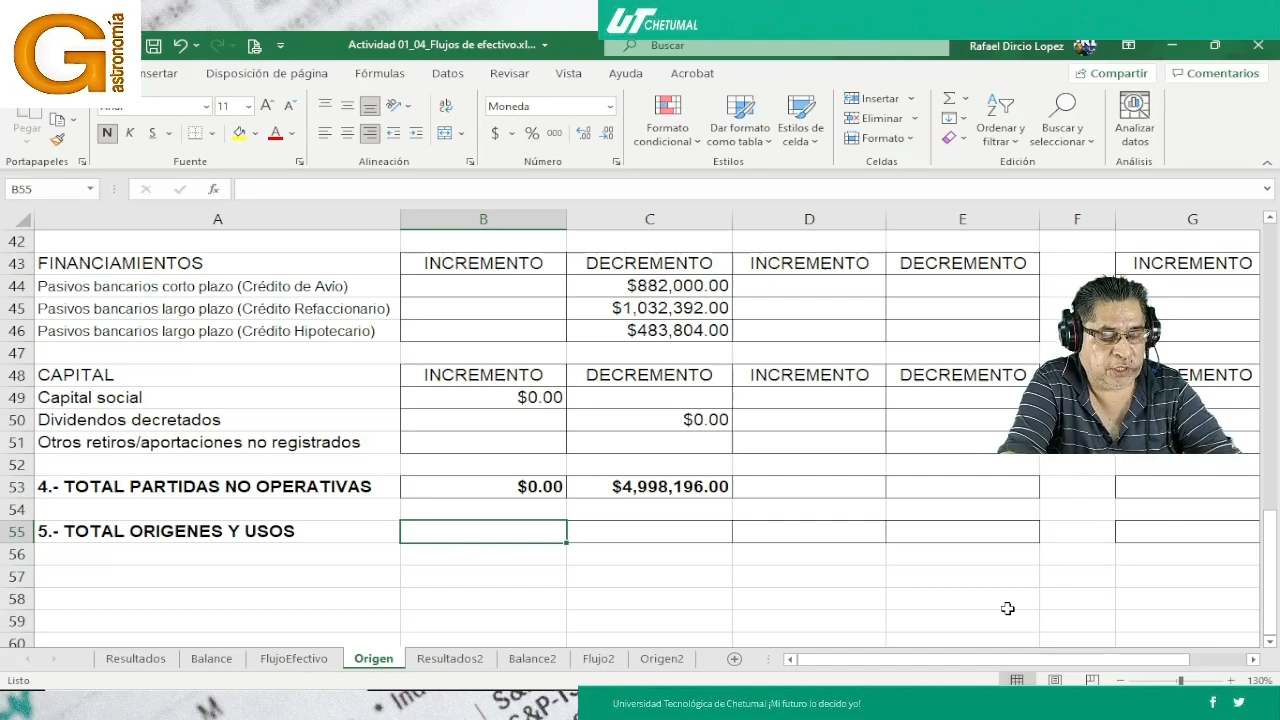 G
astronomía
UT CHETUMAL
Actividad 01_04_Flujos de efectivo.xl...
Buscar
Rafael Dircio Lopez
nsertar
Disposición de página
Fórmulas
Datos
Revisar
Vista
Ayuda
Acrobat
Compartir
Comentarios
Pegar
11
N K S
Moneda
$ % 000
Formato condicional
Dar formato como tabla
Estilos de celda
Insertar
Eliminar
Formato
Ordenar y filtrar
Buscar y seleccionar
Analizar datos
Portapapeles
Fuente
Alineación
Número
Estilos
Celdas
Edición
Análisis
B55
fx
A B C D E F G
42
43 FINANCIAMIENTOS INCREMENTO DECREMENTO INCREMENTO DECREMENTO INCREMENTO
44 Pasivos bancarios corto plazo (Crédito de Avío) $882,000.00
45 Pasivos bancarios largo plazo (Crédito Refaccionario) $1,032,392.00
46 Pasivos bancarios largo plazo (Crédito Hipotecario) $483,804.00
47
48 CAPITAL INCREMENTO DECREMENTO INCREMENTO DECREMENTO EMENTO
49 Capital social $0.00
50 Dividendos decretados $0.00
51 Otros retiros/aportaciones no registrados
52
53 4.- TOTAL PARTIDAS NO OPERATIVAS $0.00 $4,998,196.00
54
55 5.- TOTAL ORIGENES Y USOS
56
57
58
59
60
Resultados Balance FlujoEfectivo Origen Resultados2 Balance2 Flujo2 Origen2
Listo
130%
Universidad Tecnológica de Chetumal ¡Mi futuro lo decido yo!